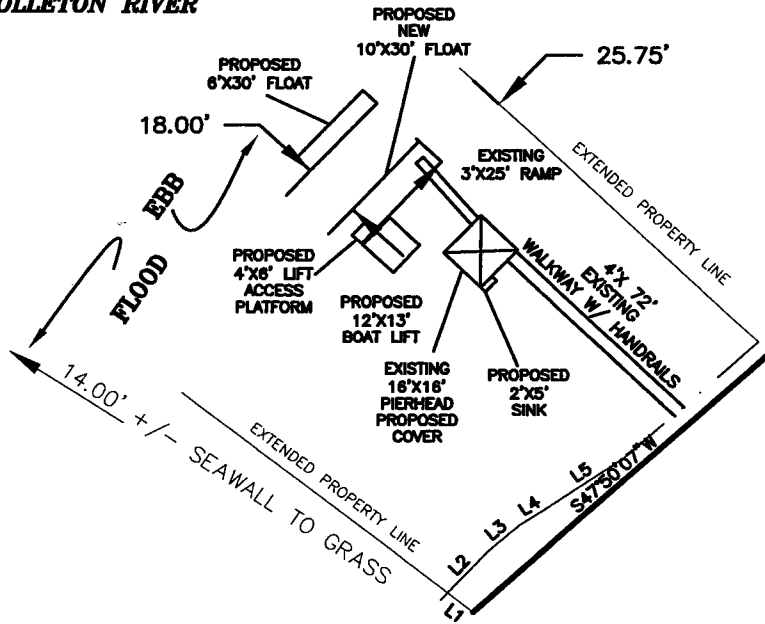 OLLETON RIVER
PROPOSED
NEW
10'X30' FLOAT
PROPOSED
6'X30' FLOAT
25.75'
18.00'
EXISTING
3'X25' RAMP
EXTENDED PROPERTY LINE
EBB
FLOOD
PROPOSED
4'X6' LIFT
ACCESS
PLATFORM
PROPOSED
12'X13'
BOAT LIFT
4'X 72'
EXISTING
WALKWAY W/ HANDRAILS
EXISTING
16'X16'
PIERHEAD
PROPOSED
COVER
PROPOSED
2'X5'
SINK
14.00' +/- SEAWALL TO GRASS
EXTENDED PROPERTY LINE
S47°50'07"W
L5
L4
L3
L2
L1